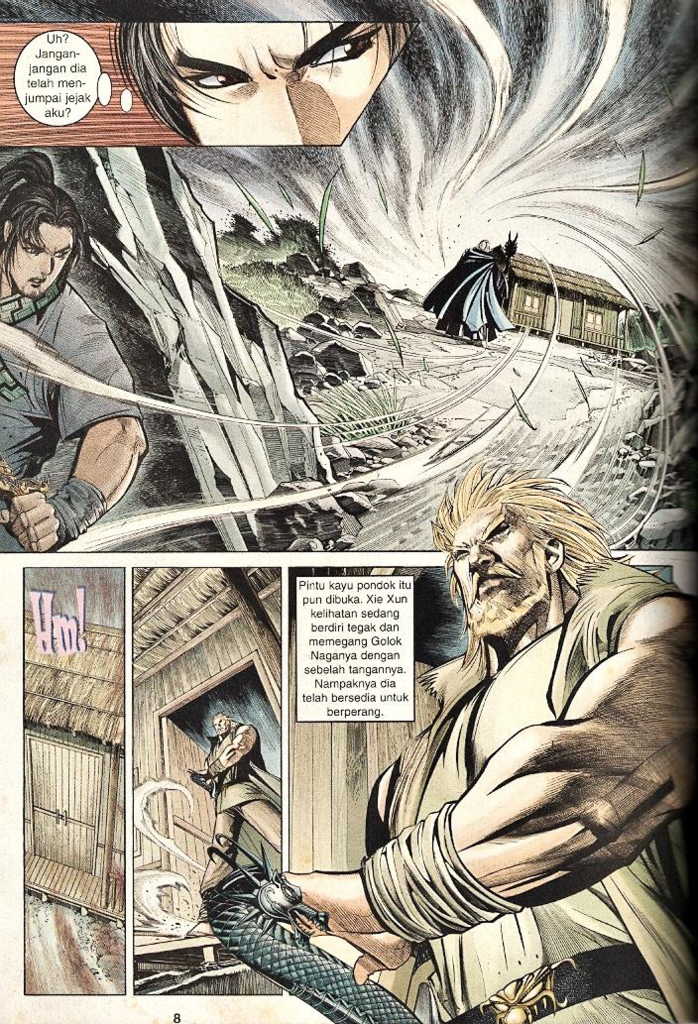 Uh?
Jangan-
jangan dia
telah men-
jumpai jejak
aku?
Hm!
Pintu kayu pondok itu
pun dibuka. Xie Xun
kelihatan sedang
berdiri tegak dan
memegang Golok
Naganya dengan
sebelah tangannya.
Nampaknya dia
telah bersedia untuk
berperang.
8